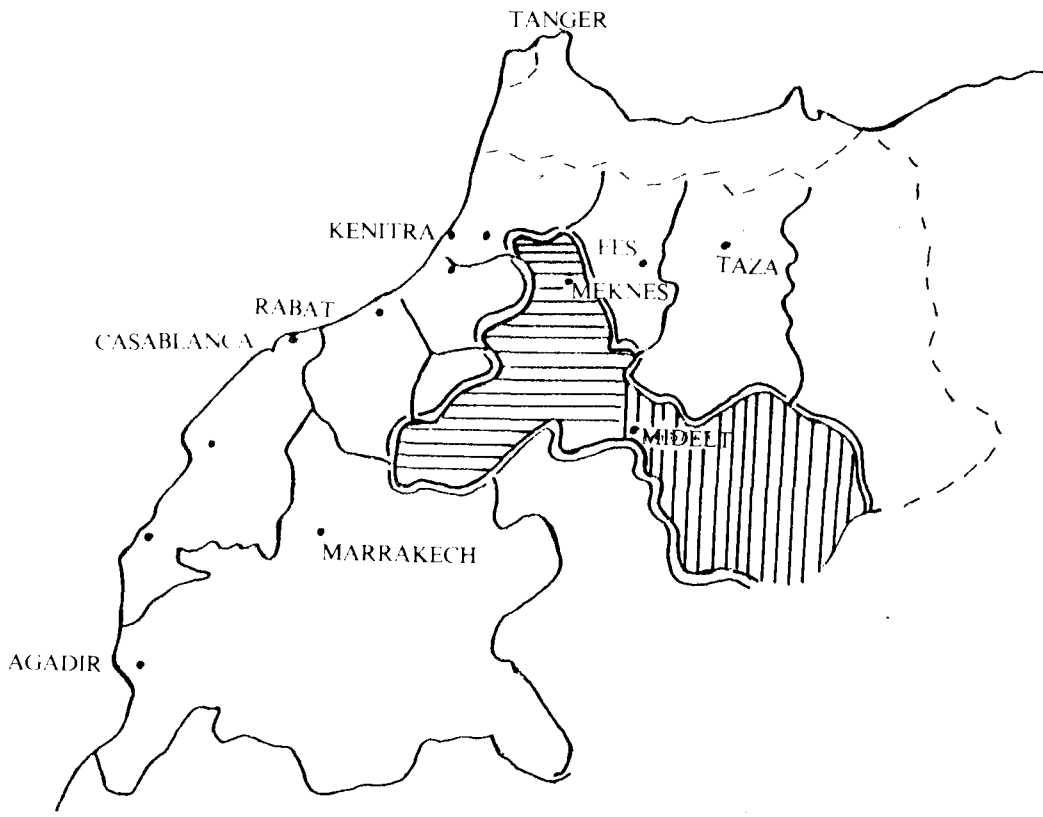 TANGER
KENITRA
FES
TAZA
MEKNES
RABAT
CASABLANCA
MIDELT
MARRAKECH
AGADIR